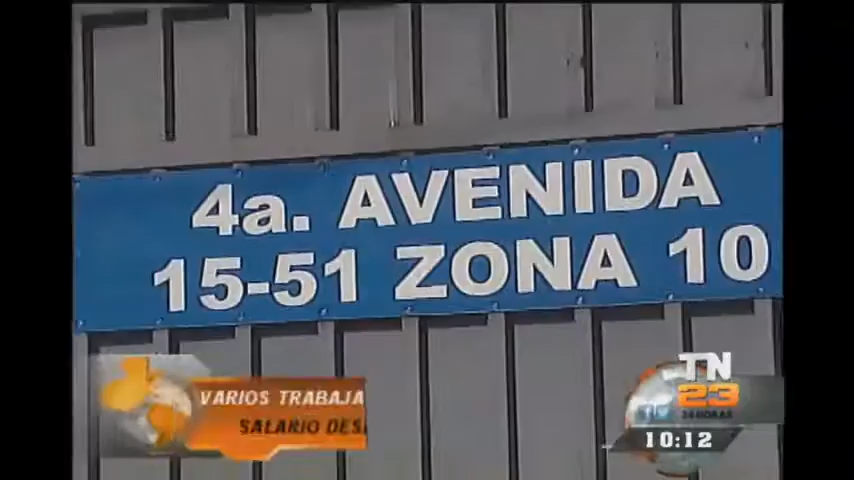 4a. AVENIDA
15-51 ZONA 10
VARIOS TRABAJA
SALARIO DES
TN
23
24 HORAS
10:12